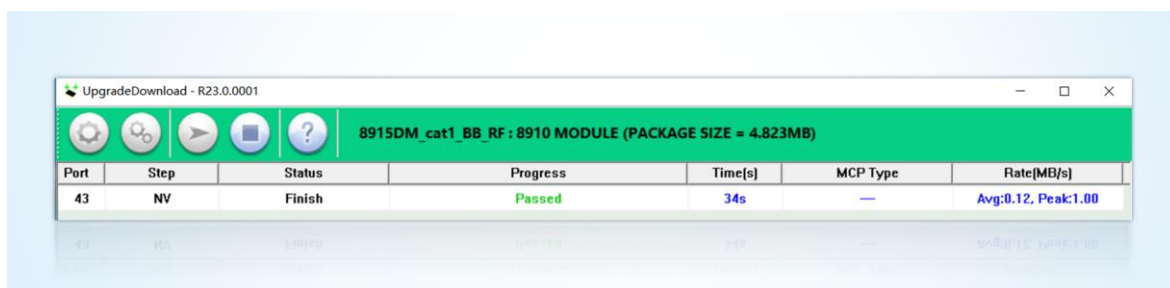 UpgradeDownload - R23.0.0001
8915DM_cat1_BB_RF : 8910 MODULE (PACKAGE SIZE = 4.823MB)
Port Step Status Progress Time(s) MCP Type Rate(MB/s)
43 NV Finish Passed 34s — Avg:0.12, Peak:1.00